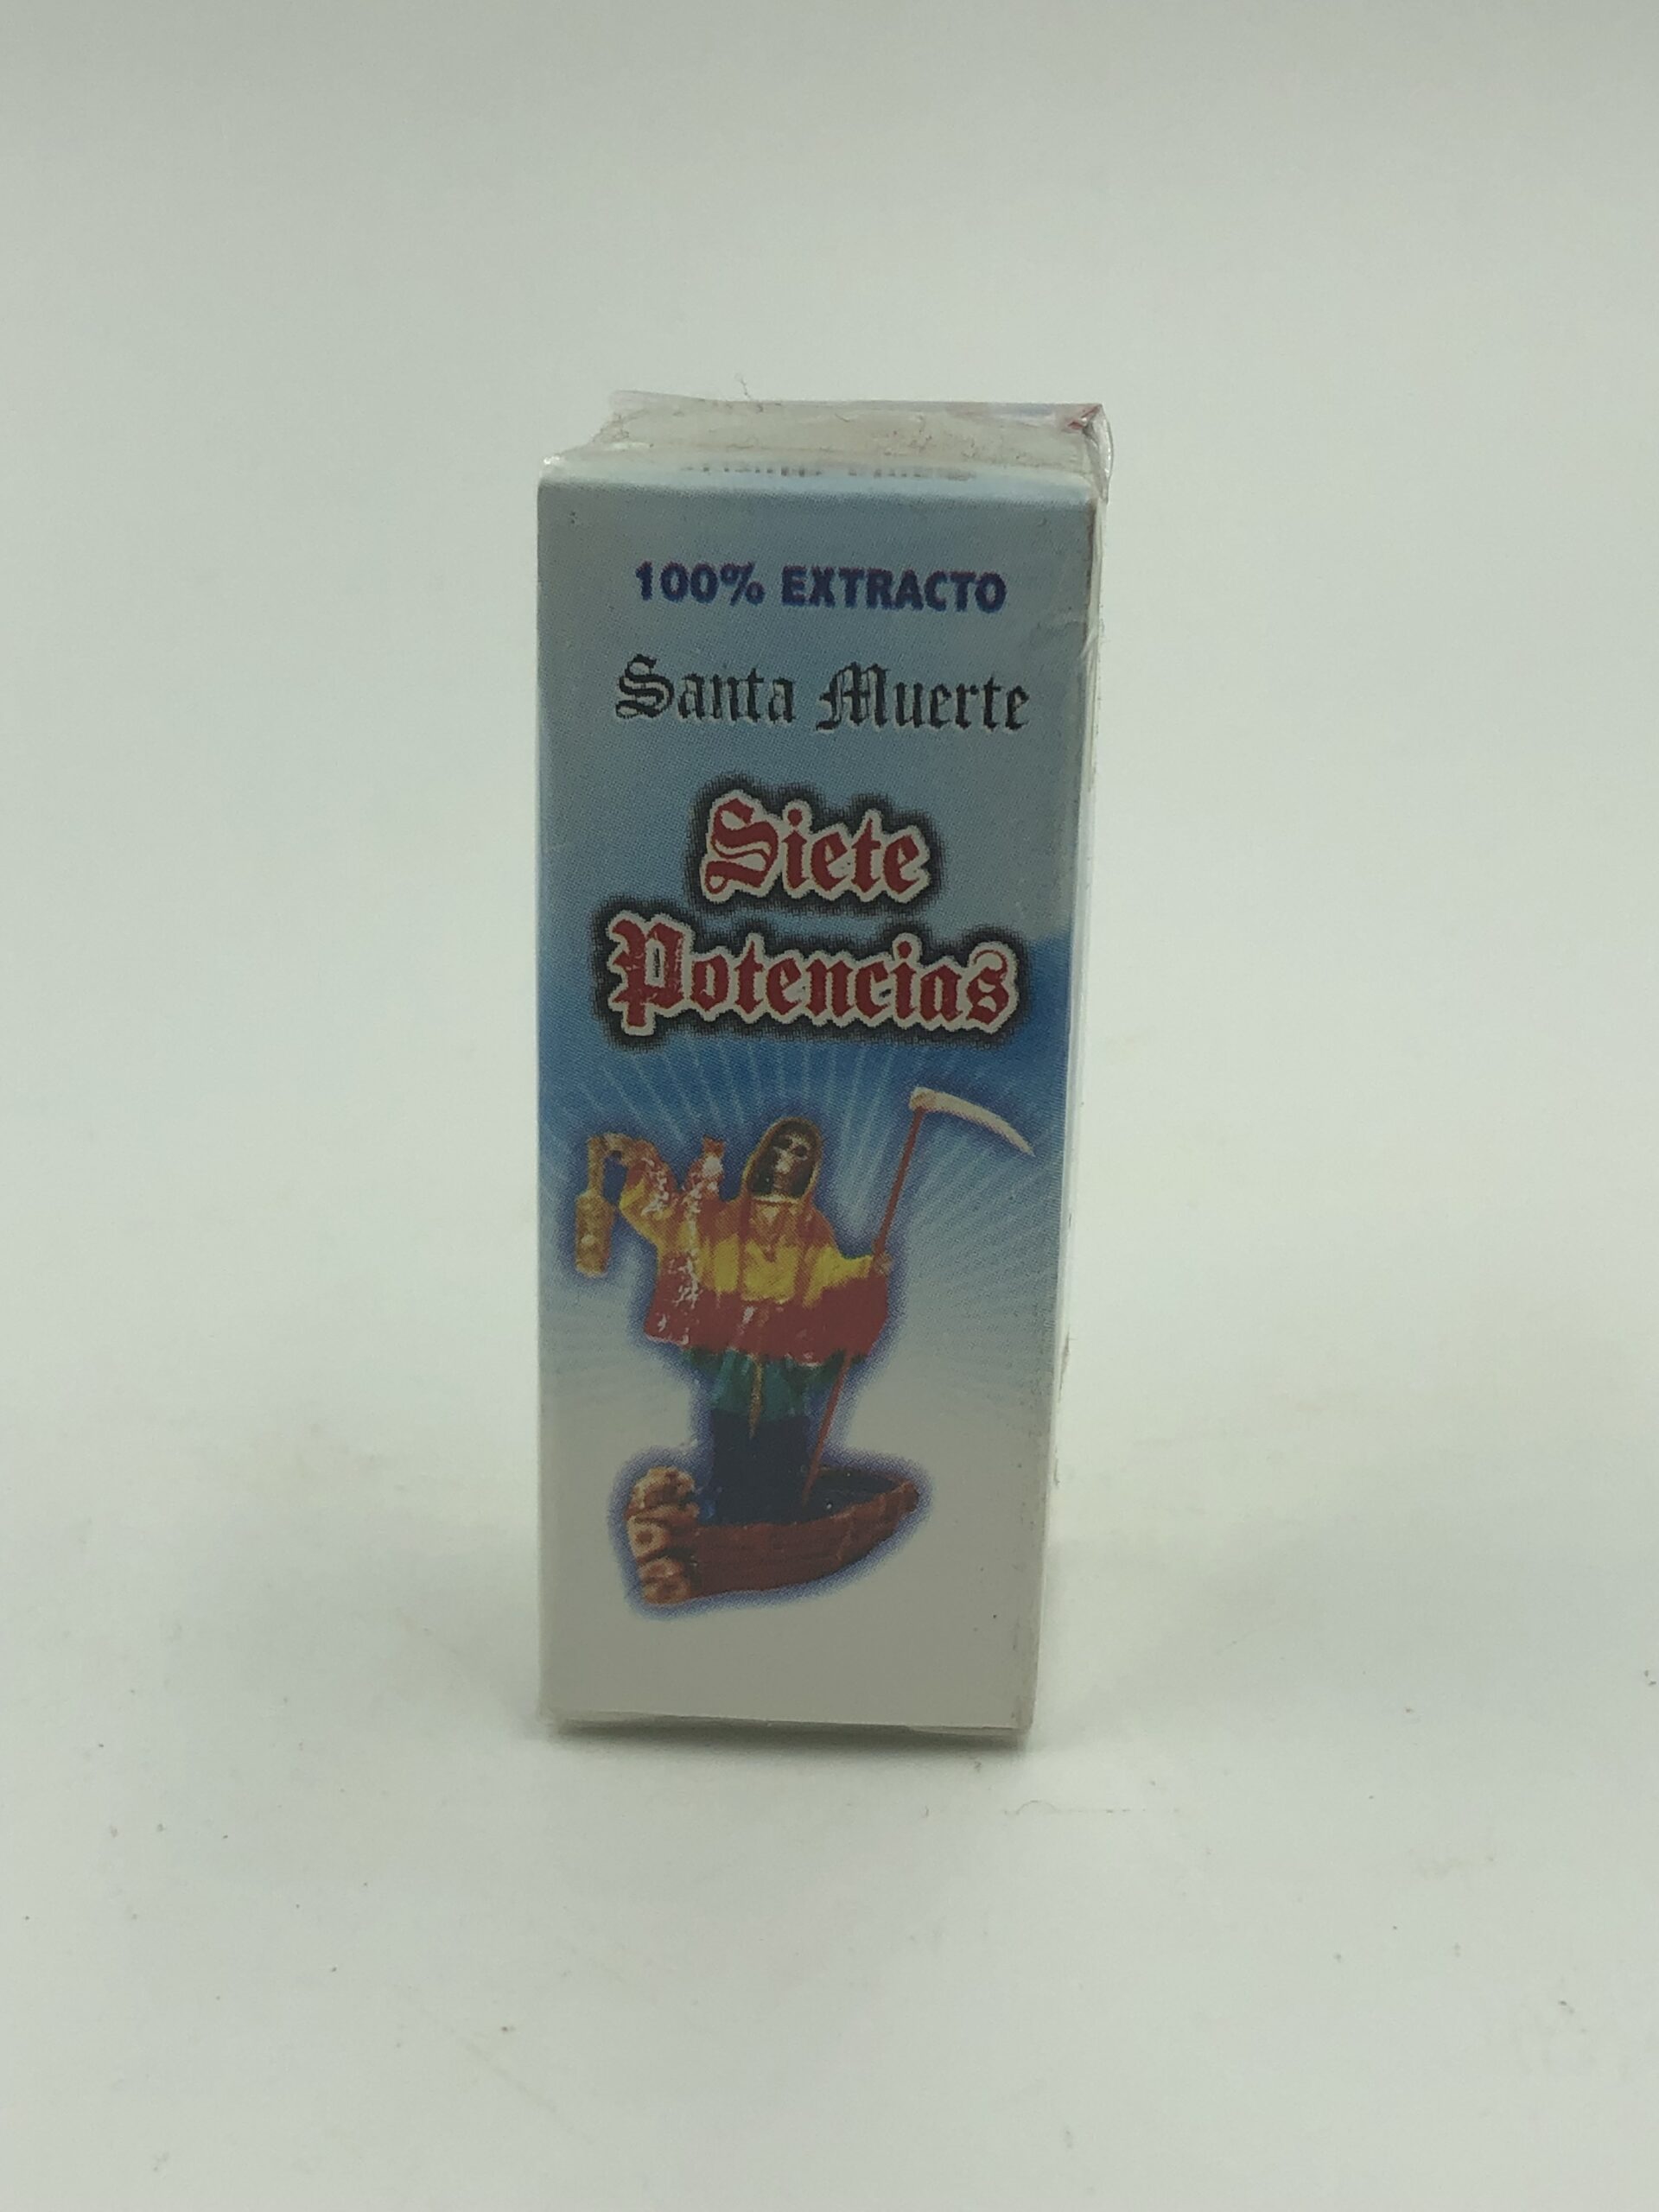 100% EXTRACTO
Santa Muerte
Siete
Potencias